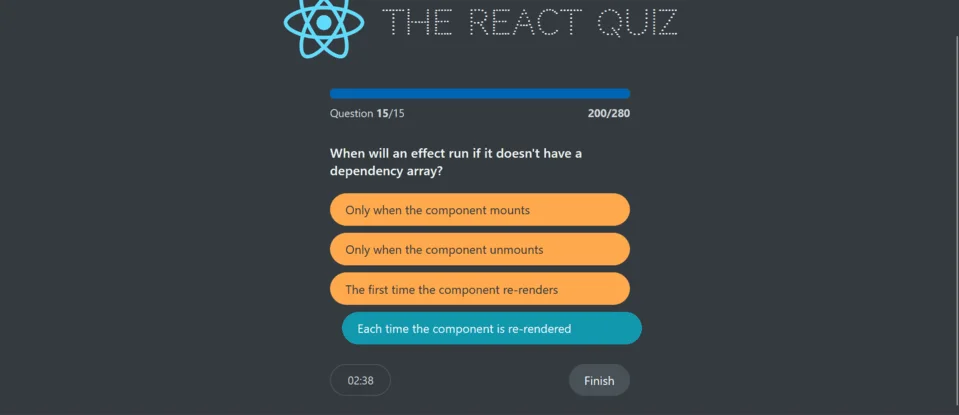 THE REACT QUIZ
Question 15/15
200/280
When will an effect run if it doesn't have a
dependency array?
Only when the component mounts
Only when the component unmounts
The first time the component re-renders
Each time the component is re-rendered
02:38
Finish